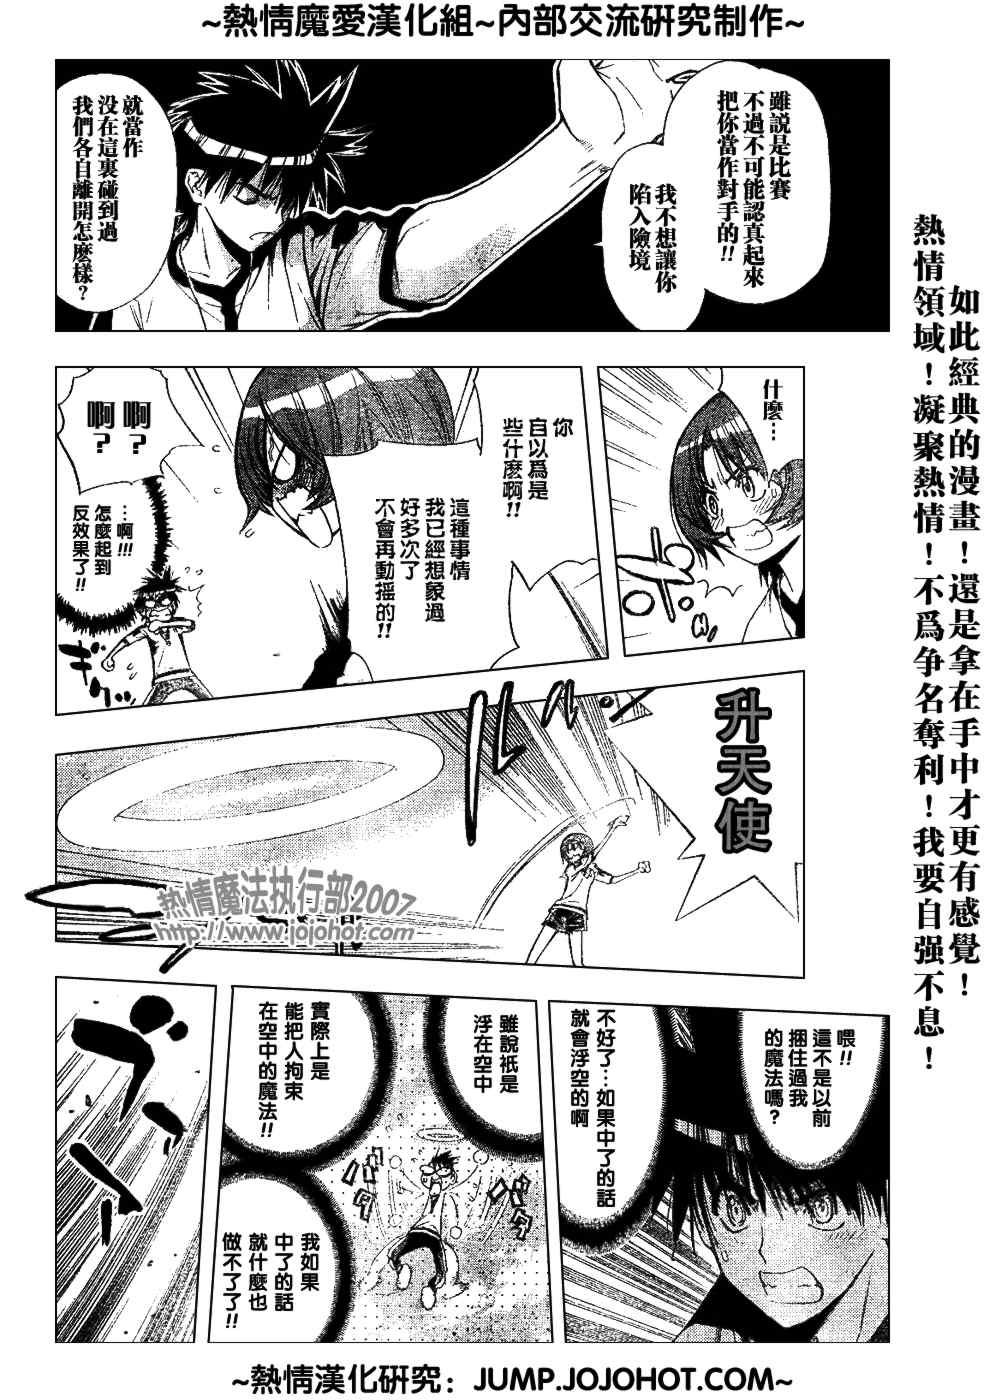 ~熱情魔愛漢化組~內部交流研究制作~
雖説是比賽
不過不可能認真起來
把你當作對手的!!
我不想讓你
陷入險境
就當作
没在這裏碰到過
我們各自離開怎麽樣?
什麽…
你
自以爲是
些什麽啊!!
這種事情
我已經想象過
好多次了
不會再動摇的!!
啊?
啊?
…啊!!!
怎麽起到
反效果了!!
升天使
熱情魔法执行部2007
http://www.jojohot.com
喂!!
這不是以前
捆住過我
的魔法嗎?
不好了…如果中了的話
就會浮空的啊
雖說衹是
浮在空中
實際上是
能把人拘束
在空中的魔法!!
我如果
中了的話
就什麼也
做不了了!!
如此經典的漫畫!還是拿在手中才更有感覺!
熱情領域!凝聚熱情!不爲争名奪利!我要自强不息!
~熱情漢化研究: JUMP.JOJOHOT.COM~